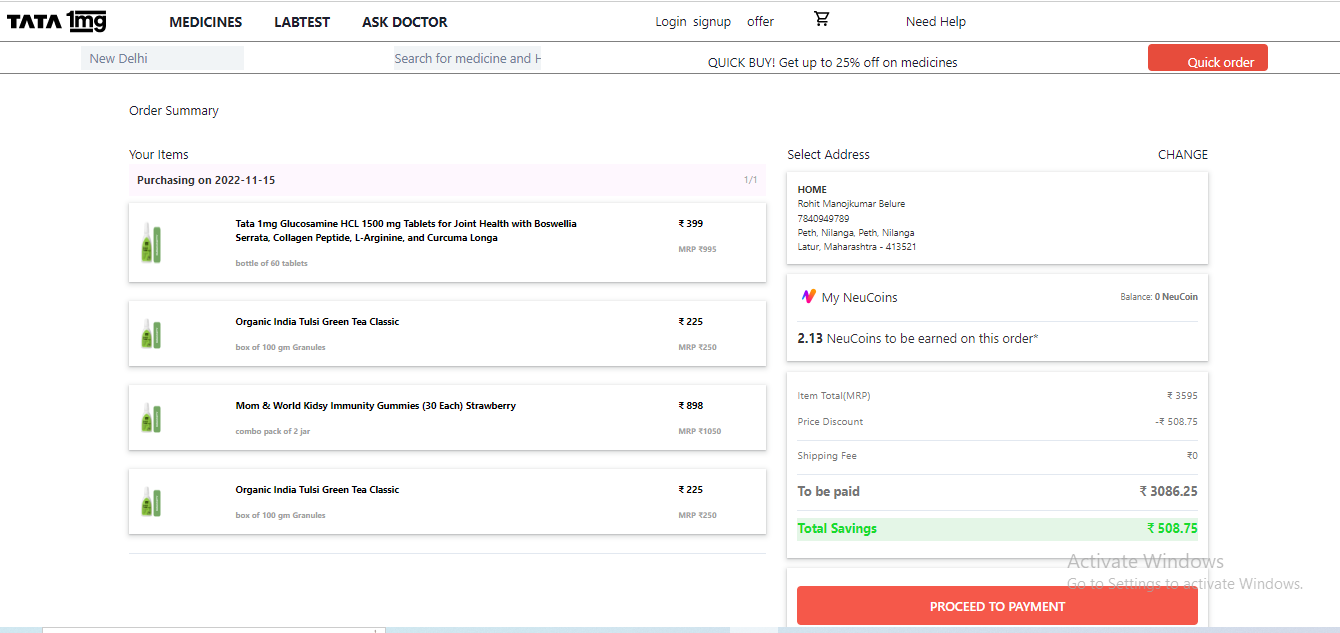 TATA 1mg MEDICINES LABTEST ASK DOCTOR Login signup offer Need Help
New Delhi Search for medicine and H QUICK BUY! Get up to 25% off on medicines Quick order
Order Summary
Your Items
Purchasing on 2022-11-15 1/1
Tata 1mg Glucosamine HCL 1500 mg Tablets for Joint Health with Boswellia
Serrata, Collagen Peptide, L-Arginine, and Curcuma Longa
bottle of 60 tablets
₹ 399
MRP ₹995
Organic India Tulsi Green Tea Classic
box of 100 gm Granules
₹ 225
MRP ₹250
Mom & World Kidsy Immunity Gummies (30 Each) Strawberry
combo pack of 2 jar
₹ 898
MRP ₹1050
Organic India Tulsi Green Tea Classic
box of 100 gm Granules
₹ 225
MRP ₹250
Select Address CHANGE
HOME
Rohit Manojkumar Belure
7840949789
Peth, Nilanga, Peth, Nilanga
Latur, Maharashtra - 413521
My NeuCoins Balance: 0 NeuCoin
2.13 NeuCoins to be earned on this order*
Item Total(MRP) ₹ 3595
Price Discount -₹ 508.75
Shipping Fee ₹0
To be paid ₹ 3086.25
Total Savings ₹ 508.75
PROCEED TO PAYMENT
Activate Windows
Go to Settings to activate Windows.